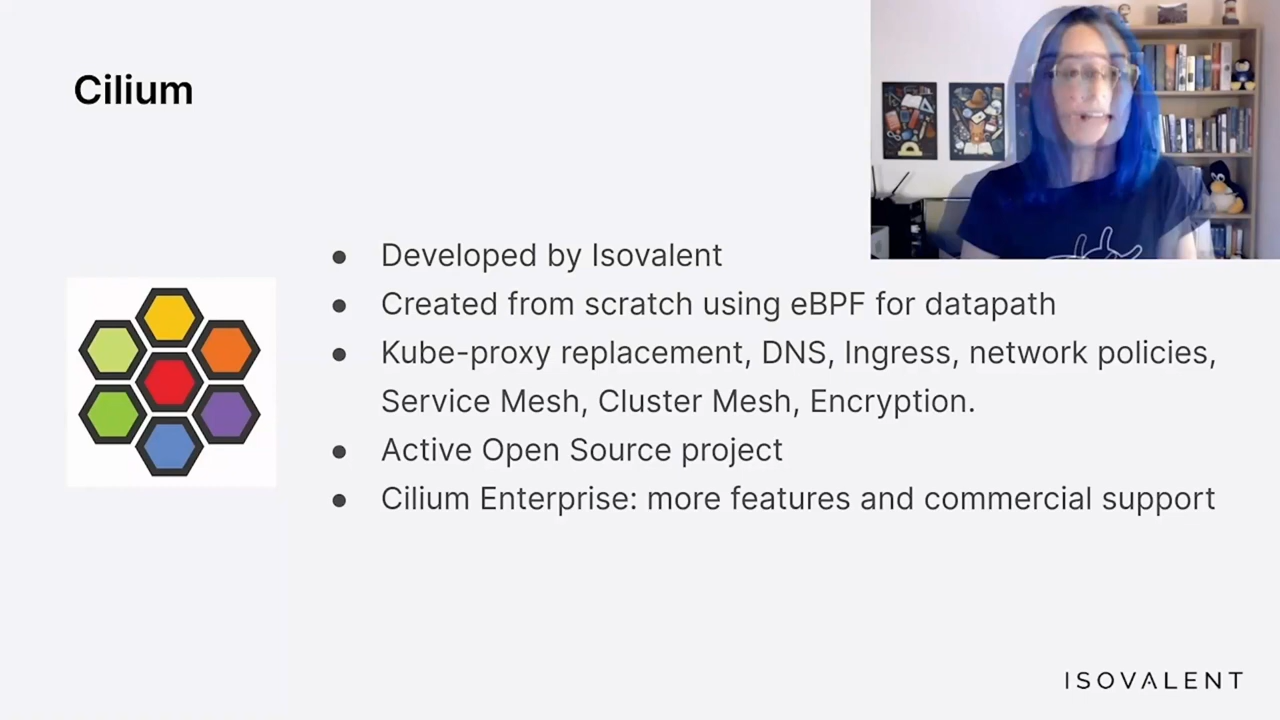 Cilium
● Developed by Isovalent
● Created from scratch using eBPF for datapath
● Kube-proxy replacement, DNS, Ingress, network policies,
Service Mesh, Cluster Mesh, Encryption.
● Active Open Source project
● Cilium Enterprise: more features and commercial support
ISOVALENT